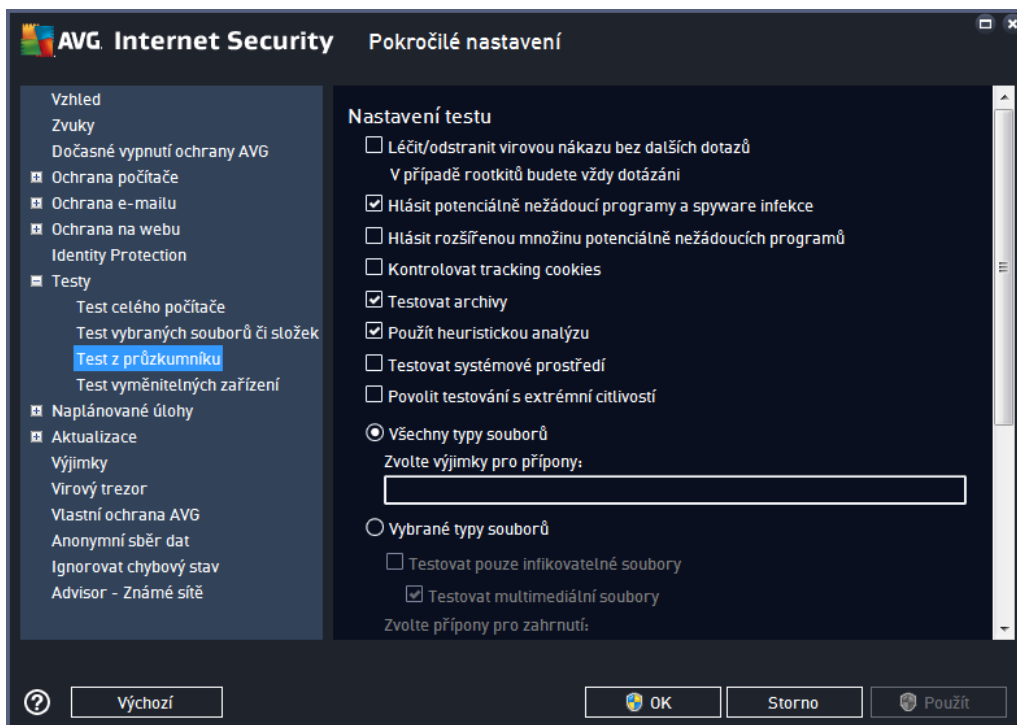 AVG. Internet Security Pokročilé nastavení
Vzhled
Zvuky
Dočasné vypnutí ochrany AVG
Ochrana počítače
Ochrana e-mailu
Ochrana na webu
Identity Protection
Testy
Test celého počítače
Test vybraných souborů či složek
Test z průzkumníku
Test vyměnitelných zařízení
Naplánované úlohy
Aktualizace
Výjimky
Virový trezor
Vlastní ochrana AVG
Anonymní sběr dat
Ignorovat chybový stav
Advisor - Známé sítě
Nastavení testu
Léčit/odstranit virovou nákazu bez dalších dotazů
V případě rootkitů budete vždy dotázáni
Hlásit potenciálně nežádoucí programy a spyware infekce
Hlásit rozšířenou množinu potenciálně nežádoucích programů
Kontrolovat tracking cookies
Testovat archivy
Použít heuristickou analýzu
Testovat systémové prostředí
Povolit testování s extrémní citlivostí
Všechny typy souborů
Zvolte výjimky pro přípony:
Vybrané typy souborů
Testovat pouze infikovatelné soubory
Testovat multimediální soubory
Zvolte přípony pro zahrnutí:
Výchozí
OK
Storno
Použít